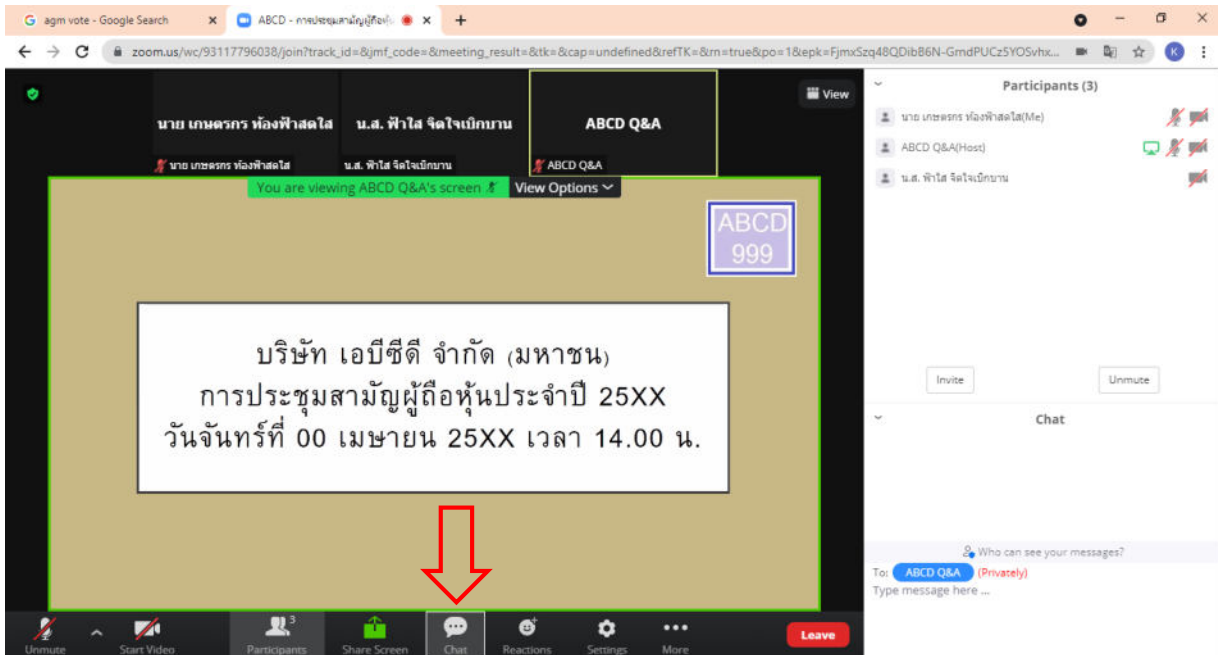 agm vote - Google Search
ABCD - การประชุมสามัญผู้ถือหุ้น
zoom.us/wc/93117796038/join?track_id=&jmf_code=&meeting_result=&tk=&cap=undefined&refTK=&rn=true&po=1&epk=FjmxSzq48QDibB6N-GmdPUCz5YOSvhx...
K
View
นาย เกษตรกร ท้องฟ้าสดใส
น.ส. ฟ้าใส จิตใจเบิกบาน
ABCD Q&A
นาย เกษตรกร ท้องฟ้าสดใส
น.ส. ฟ้าใส จิตใจเบิกบาน
ABCD Q&A
You are viewing ABCD Q&A's screen
View Options
ABCD
999
บริษัท เอบีซีดี จำกัด (มหาชน)
การประชุมสามัญผู้ถือหุ้นประจำปี 25XX
วันจันทร์ที่ 00 เมษายน 25XX เวลา 14.00 น.
Unmute
Start Video
3
Participants
Share Screen
Chat
Reactions
Settings
More
Leave
Participants (3)
นาย เกษตรกร ท้องฟ้าสดใส(Me)
ABCD Q&A(Host)
น.ส. ฟ้าใส จิตใจเบิกบาน
Invite
Unmute
Chat
Who can see your messages?
To: ABCD Q&A (Privately)
Type message here ...